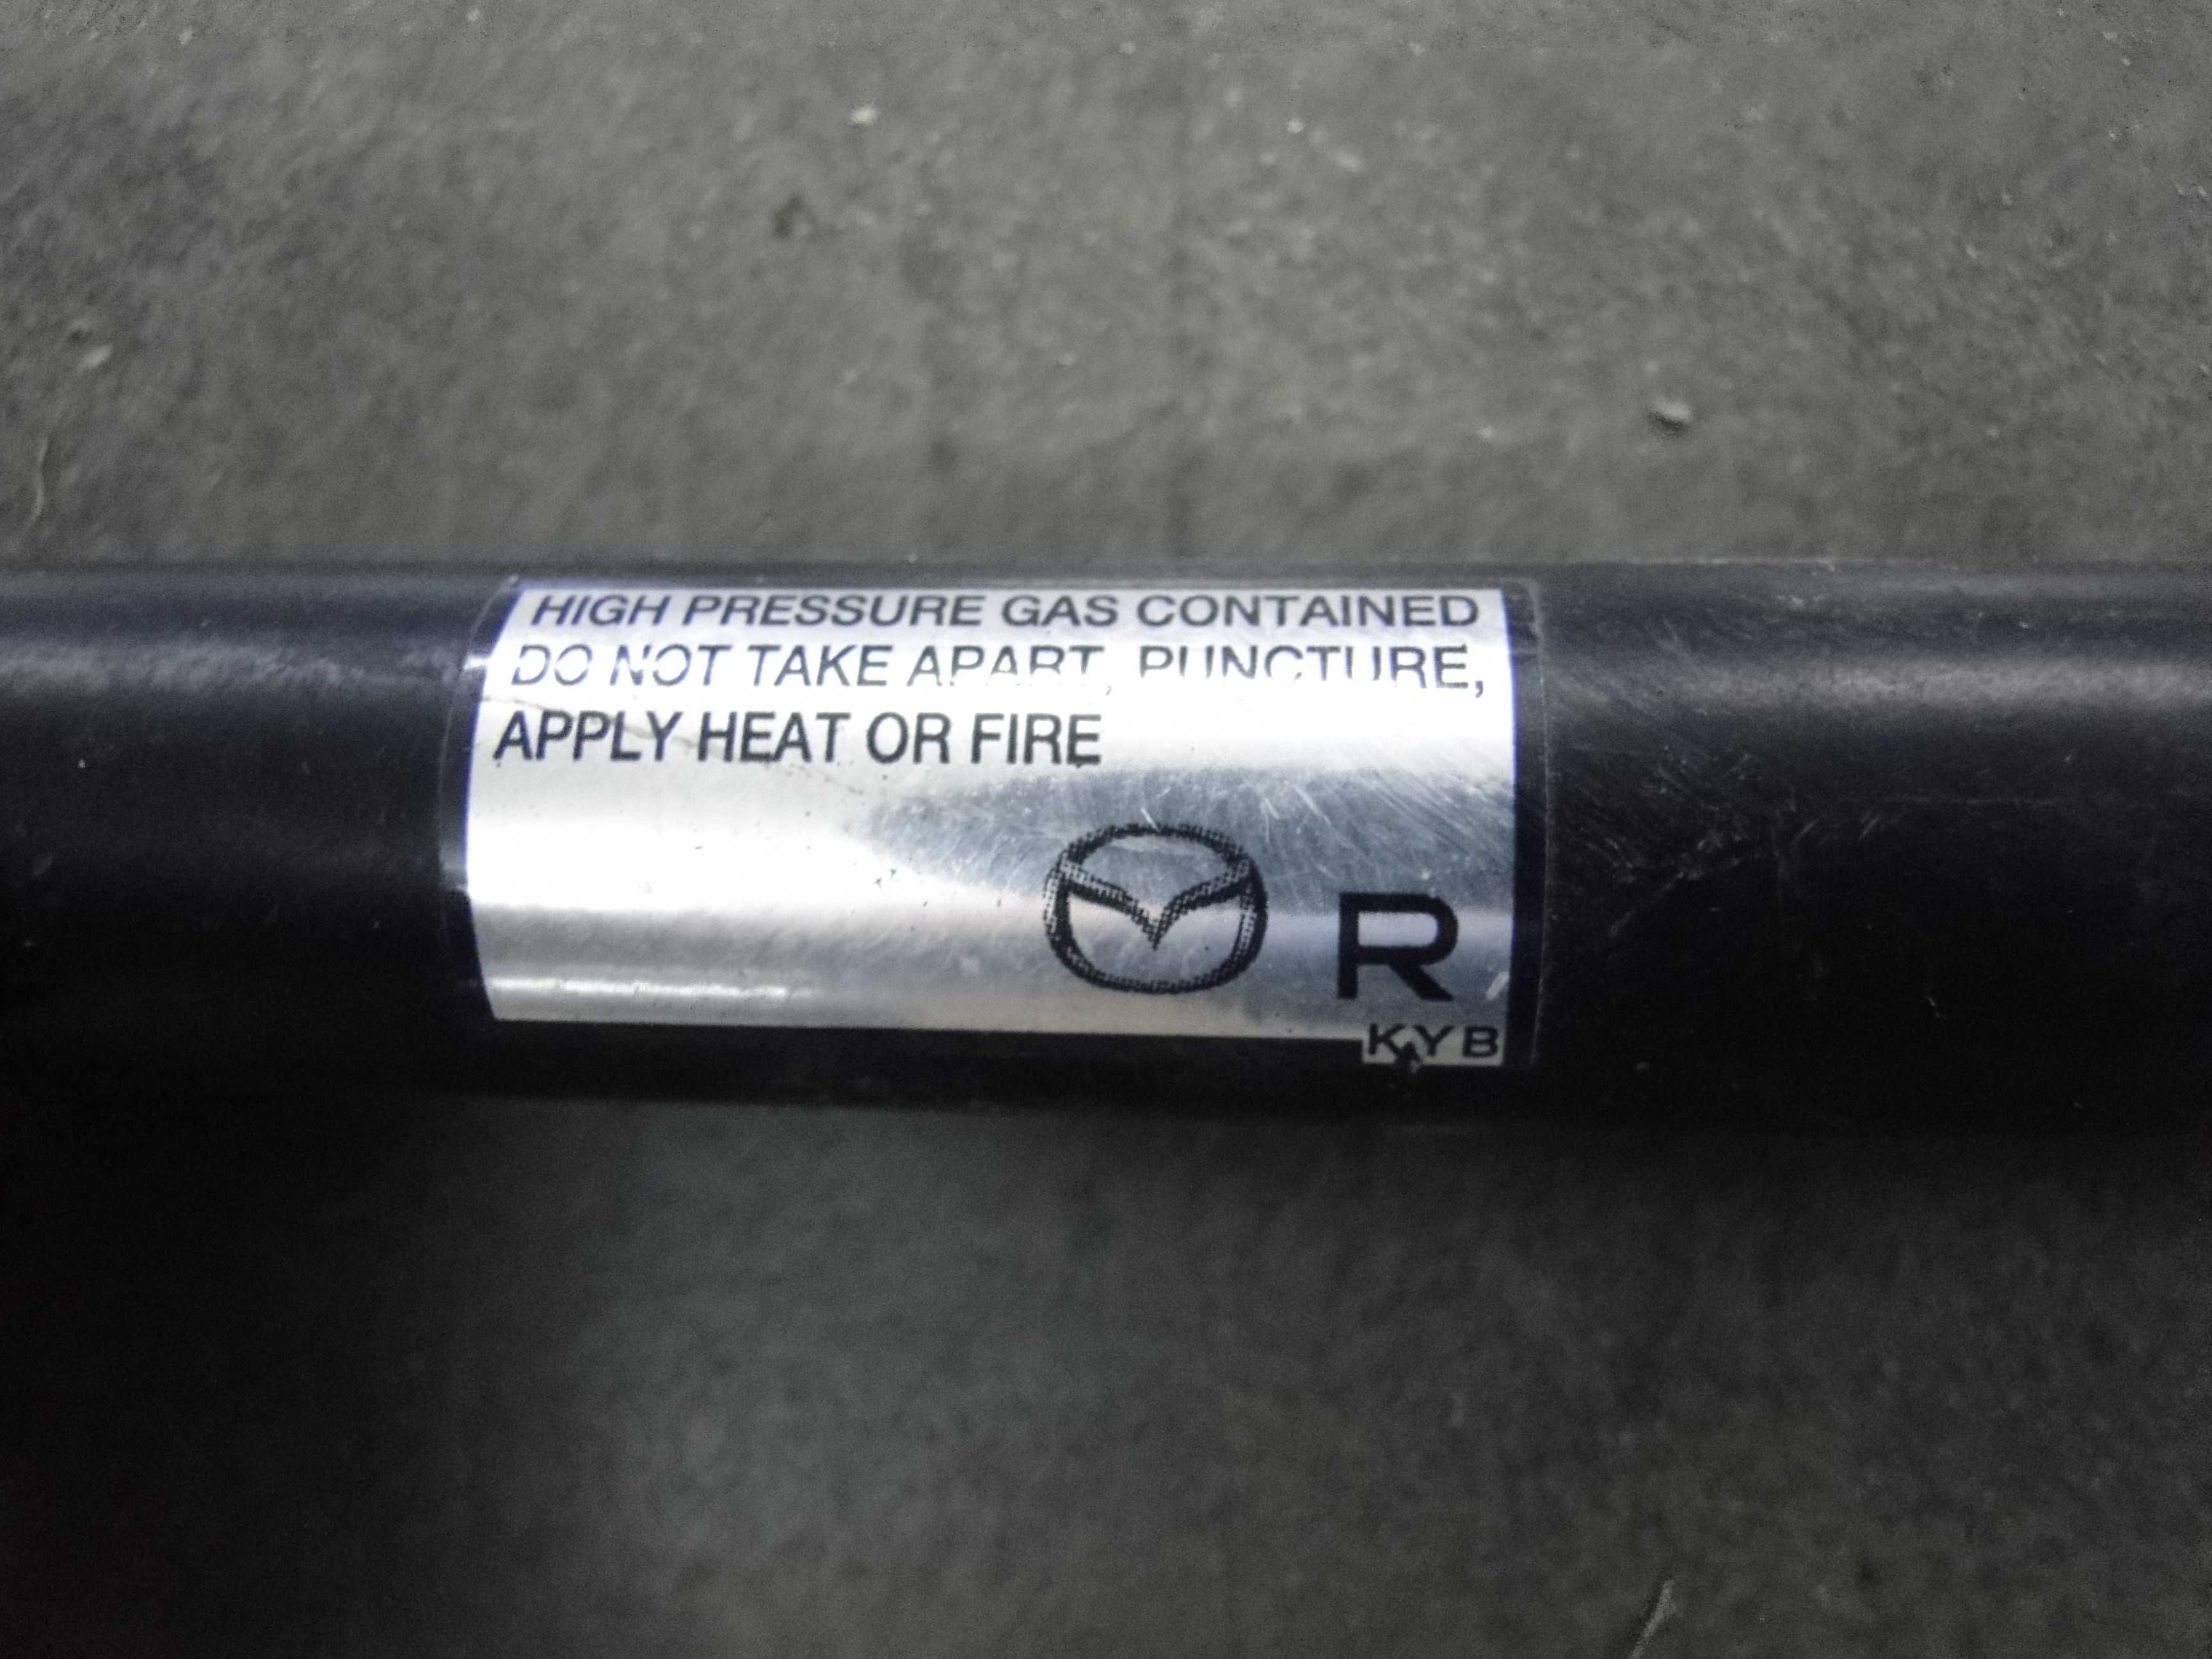 HIGH PRESSURE GAS CONTAINED
DO NOT TAKE APART, PUNCTURE,
APPLY HEAT OR FIRE
R
KYB